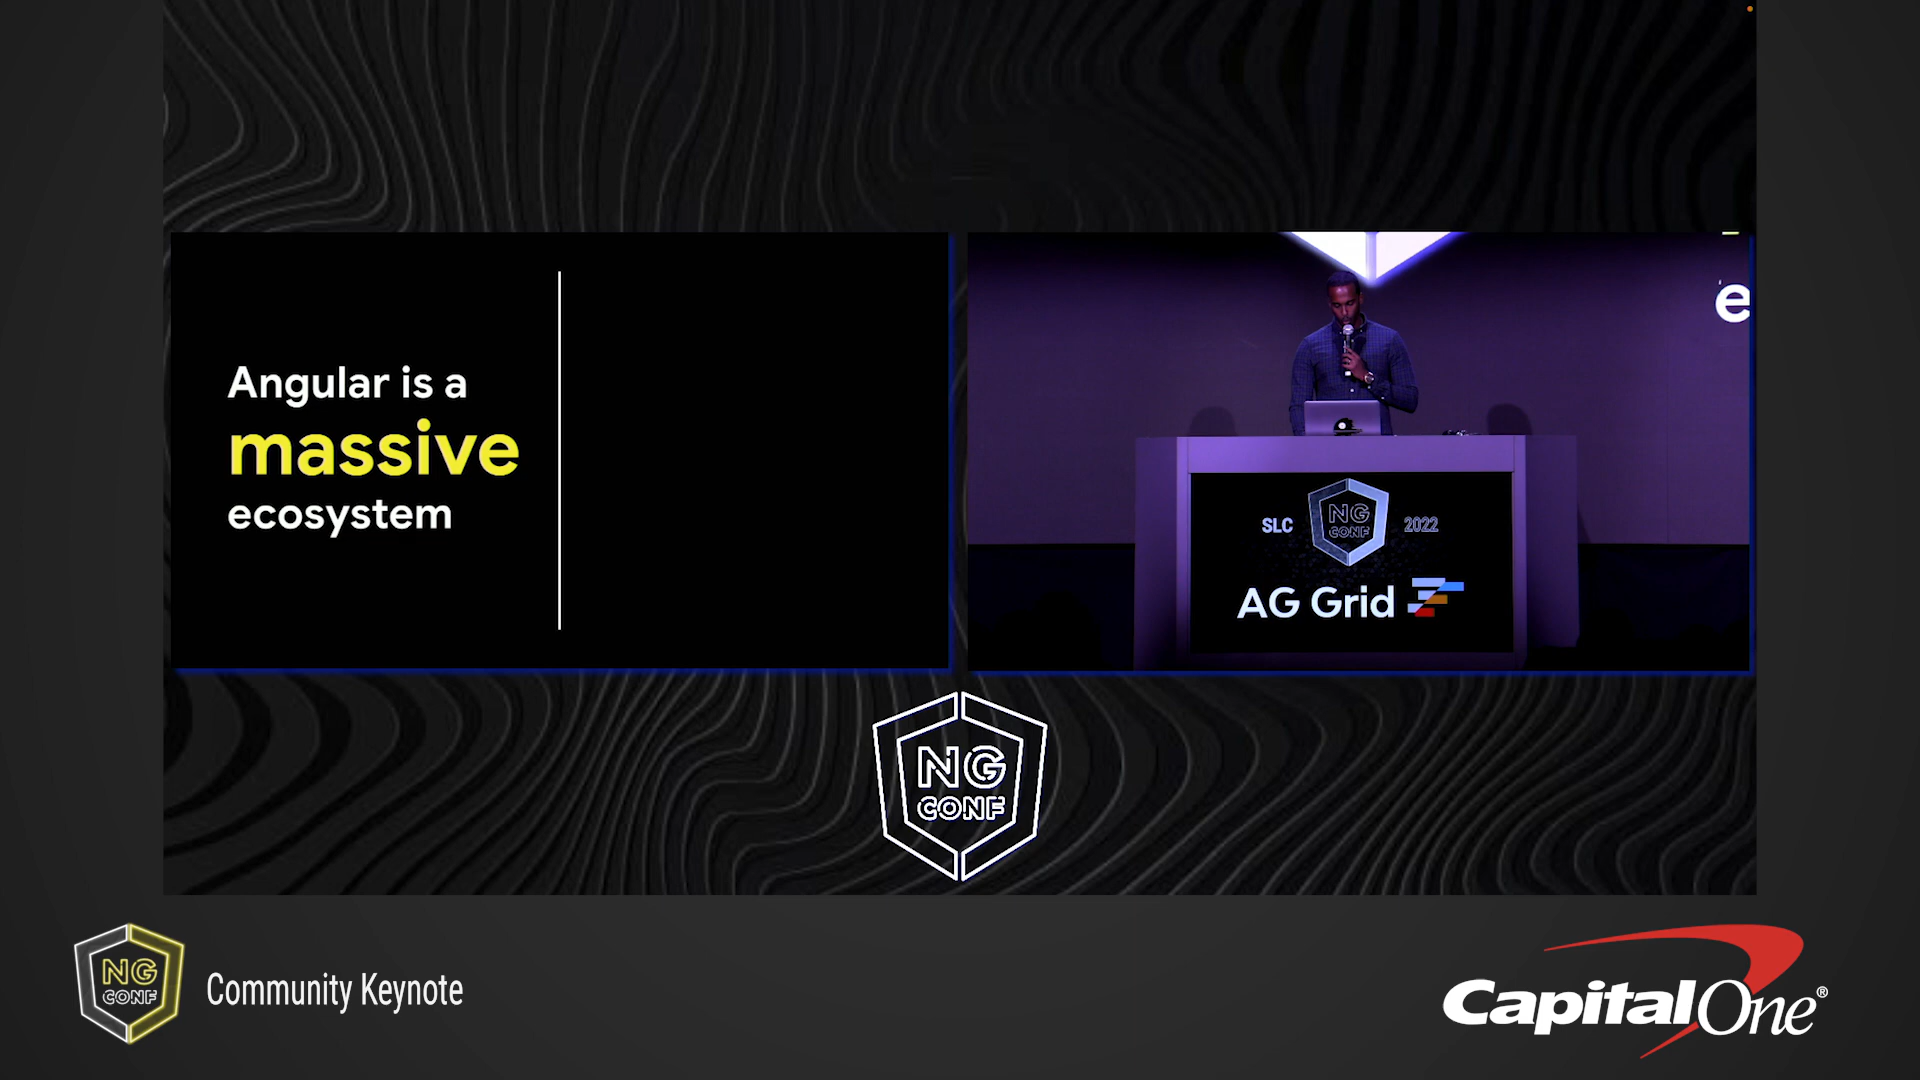 Angular is a
massive
ecosystem
e
SLC
NG
CONF
2022
AG Grid
NG
CONF
NG
CONF
Community Keynote
CapitalOne®